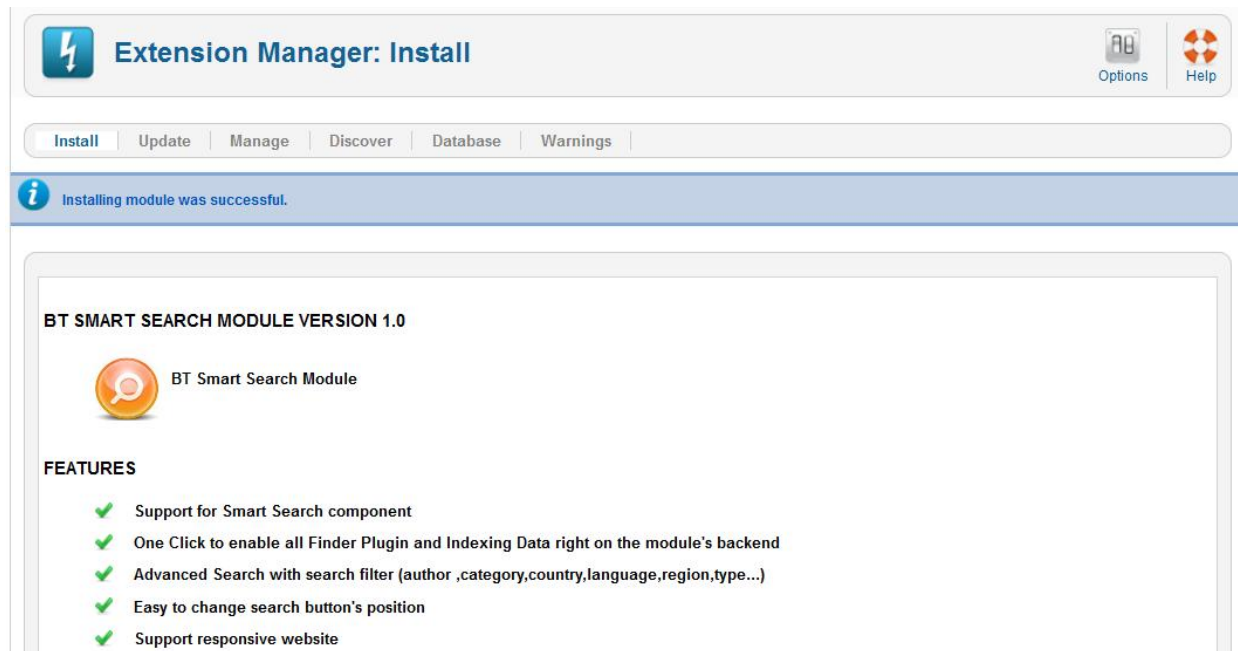 Extension Manager: Install
Options
Help
Install Update Manage Discover Database Warnings
Installing module was successful.
BT SMART SEARCH MODULE VERSION 1.0
BT Smart Search Module
FEATURES
Support for Smart Search component
One Click to enable all Finder Plugin and Indexing Data right on the module's backend
Advanced Search with search filter (author ,category,country,language,region,type...)
Easy to change search button's position
Support responsive website